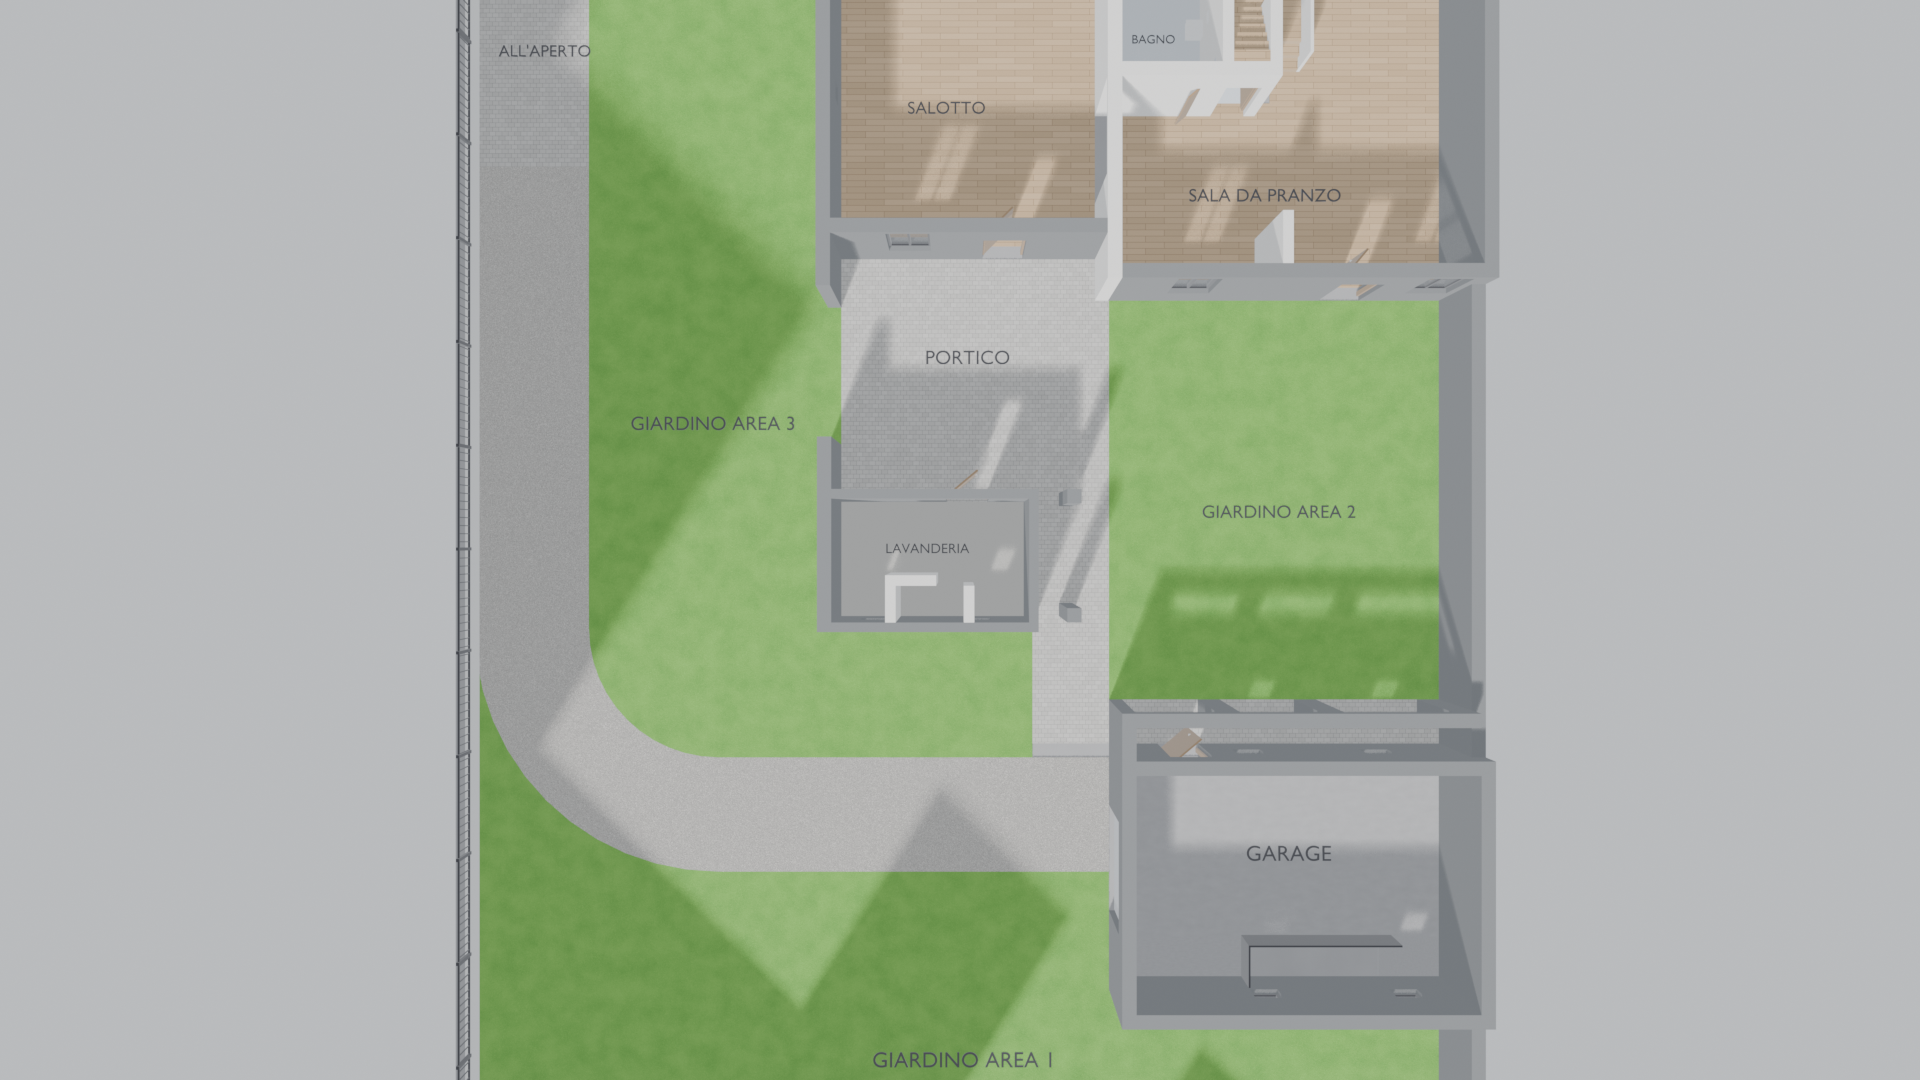 BAGNO
ALL'APERTO
SALOTTO
SALA DA PRANZO
PORTICO
GIARDINO AREA 3
GIARDINO AREA 2
LAVANDERIA
GARAGE
GIARDINO AREA 1